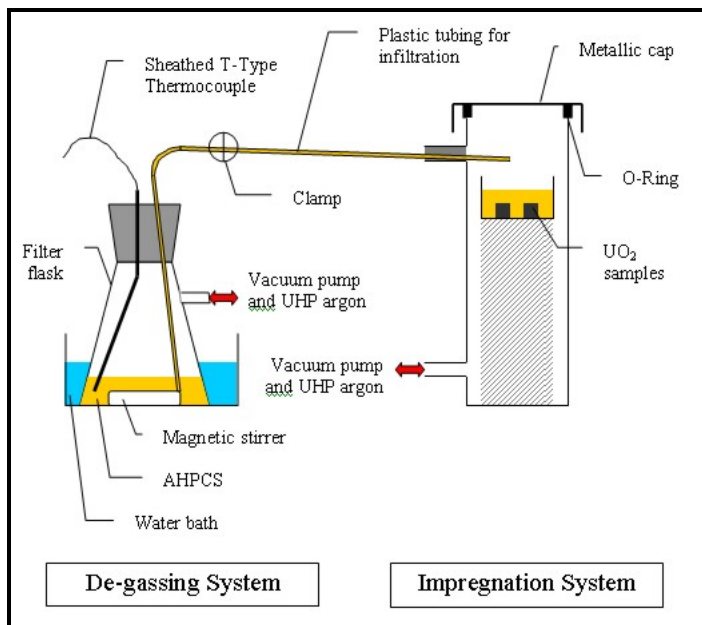 Sheathed T-Type
Thermocouple
Plastic tubing for
infiltration
Metallic cap
Clamp
O-Ring
Filter
flask
UO₂
samples
Vacuum pump
and UHP argon
Vacuum pump
and UHP argon
Magnetic stirrer
AHPCS
Water bath
De-gassing System
Impregnation System